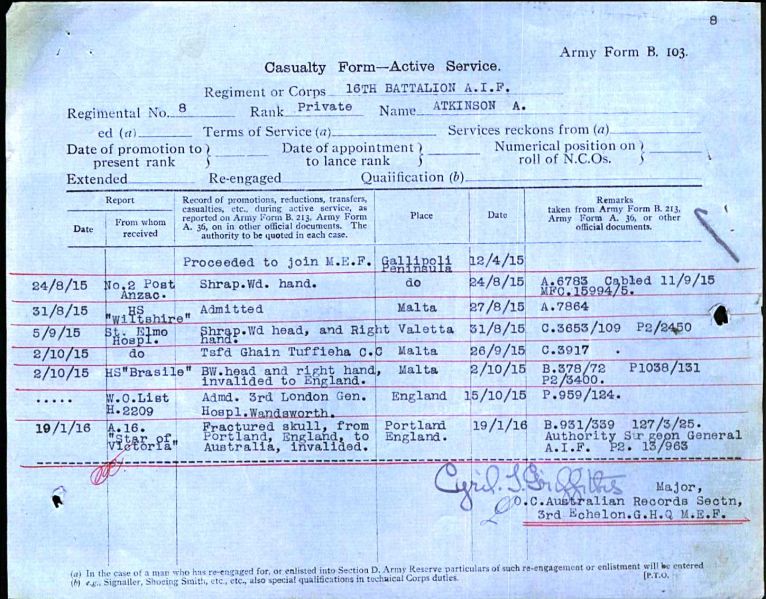 8
Army Form B. 103.
Casualty Form—Active Service.
Regiment or Corps 16TH BATTALION A.I.F.
Regimental No. 8 Rank Private Name ATKINSON A.
ed (a) Terms of Service (a) Services reckons from (a)
Date of promotion to } Date of appointment } Numerical position on }
present rank } to lance rank } roll of N.C.Os. }
Extended Re-engaged Qualification (b)
Report
Date
From whom received
Record of promotions, reductions, transfers, casualties, etc., during active service, as reported on Army Form B. 213, Army Form A. 36, on in other official documents. The authority to be quoted in each case.
Place
Date
Remarks
taken from Army Form B. 213, Army Form A. 36, or other official documents.
Proceeded to join M.E.F. Gallipoli Peninsula 12/4/15
24/8/15 No.2 Post Anzac. Shrap.Wd. hand. do 24/8/15 A.6783 Cabled 11/9/15 MFC.15994/5.
31/8/15 HS "Wiltshire" Admitted Malta 27/8/15 A.7864
5/9/15 St. Elmo Hospl. Shrap.Wd head, and Right hand. Valetta 31/8/15 C.3653/109 P2/2450
2/10/15 do Tsfd Ghain Tuffieha C.C Malta 26/9/15 C.3917 .
2/10/15 HS"Brasile" BW.head and right hand, invalided to England. Malta 2/10/15 B.378/72 P1038/131 P2/3400.
..... W.O.List H.2209 Admd. 3rd London Gen. Hospl.Wandsworth. England 15/10/15 P.959/124.
19/1/16 A.16. "Star of Victoria" Fractured skull, from Portland, England, to Australia, invalided. Portland England. 19/1/16 B.931/339 127/3/25. Authority Surgeon General A.I.F. P2. 13/963
Cyril. T. Griffiths Major,
O.C.Australian Records Sectn,
3rd Echelon.G.H.Q M.E.F.
(a) In the case of a man who has re-engaged for, or enlisted into Section D. Army Reserve particulars of such re-engagement or enlistment will be entered
(b) e.g., Signaller, Shoeing Smith, etc., etc., also special qualifications in technical Corps duties. [P.T.O.